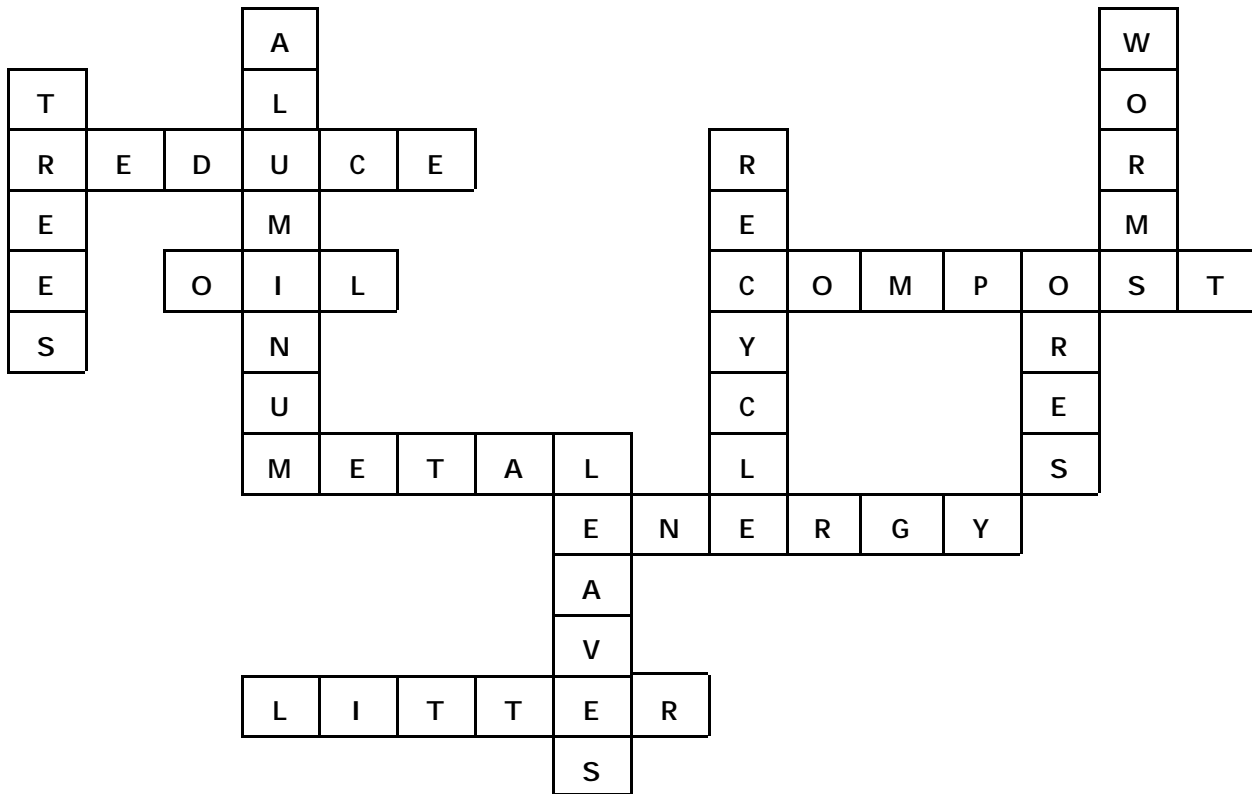 A W
T L O
R E D U C E R R
E M E M
E O I L C O M P O S T
S N Y R
U C E
M E T A L L S
E N E R G Y
A
V
L I T T E R
S